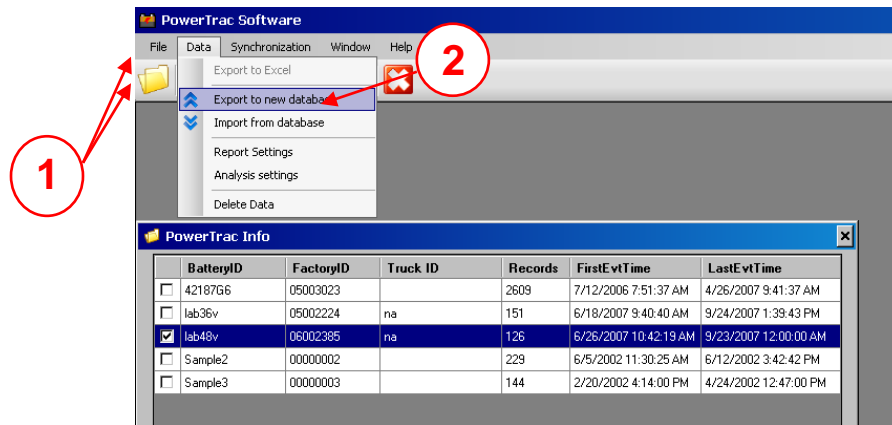 PowerTrac Software
File Data Synchronization Window Help
2
Export to Excel
Export to new database
Import from database
1
Report Settings
Analysis settings
Delete Data
PowerTrac Info
BatteryID FactoryID Truck ID Records FirstEvtTime LastEvtTime
42187G6 05003023 2609 7/12/2006 7:51:37 AM 4/26/2007 9:41:37 AM
lab36v 05002224 na 151 6/18/2007 9:40:40 AM 9/24/2007 1:39:43 PM
lab48v 06002385 na 126 6/26/2007 10:42:19 AM 9/23/2007 12:00:00 AM
Sample2 00000002 229 6/5/2002 11:30:25 AM 6/12/2002 3:42:42 PM
Sample3 00000003 144 2/20/2002 4:14:00 PM 4/24/2002 12:47:00 PM